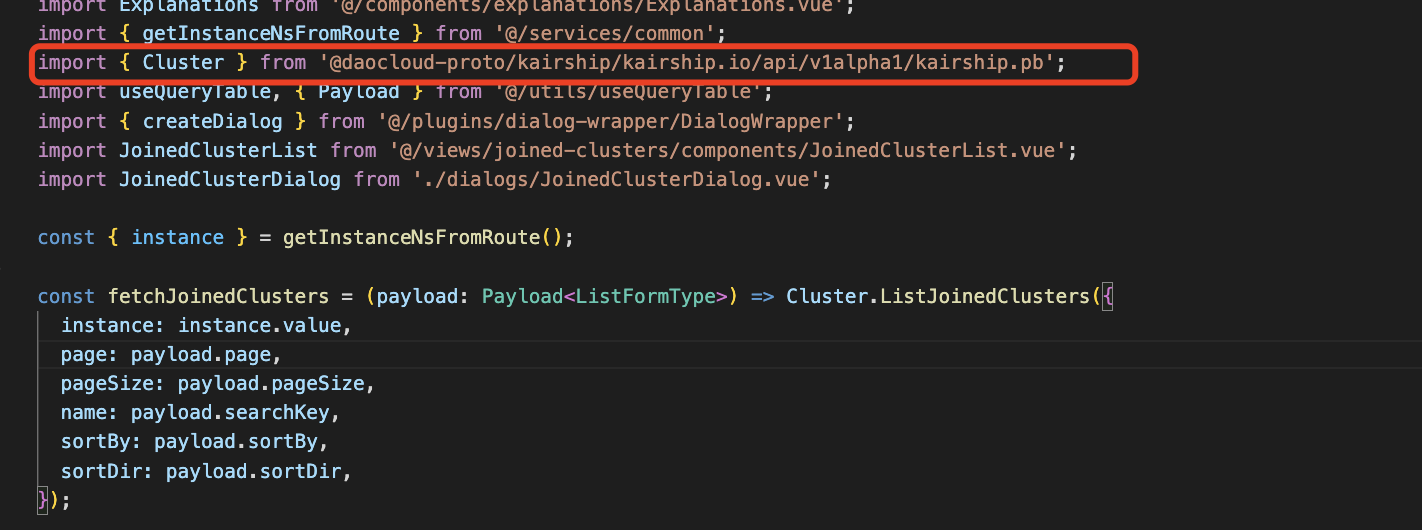 import Explanations from '@/components/explanations/Explanations.vue';
import { getInstanceNsFromRoute } from '@/services/common';
import { Cluster } from '@daocloud-proto/kairship/kairship.io/api/v1alpha1/kairship.pb';
import useQueryTable, { Payload } from '@/utils/useQueryTable';
import { createDialog } from '@/plugins/dialog-wrapper/DialogWrapper';
import JoinedClusterList from '@/views/joined-clusters/components/JoinedClusterList.vue';
import JoinedClusterDialog from './dialogs/JoinedClusterDialog.vue';
const { instance } = getInstanceNsFromRoute();
const fetchJoinedClusters = (payload: Payload<ListFormType>) => Cluster.ListJoinedClusters({
instance: instance.value,
page: payload.page,
pageSize: payload.pageSize,
name: payload.searchKey,
sortBy: payload.sortBy,
sortDir: payload.sortDir,
});